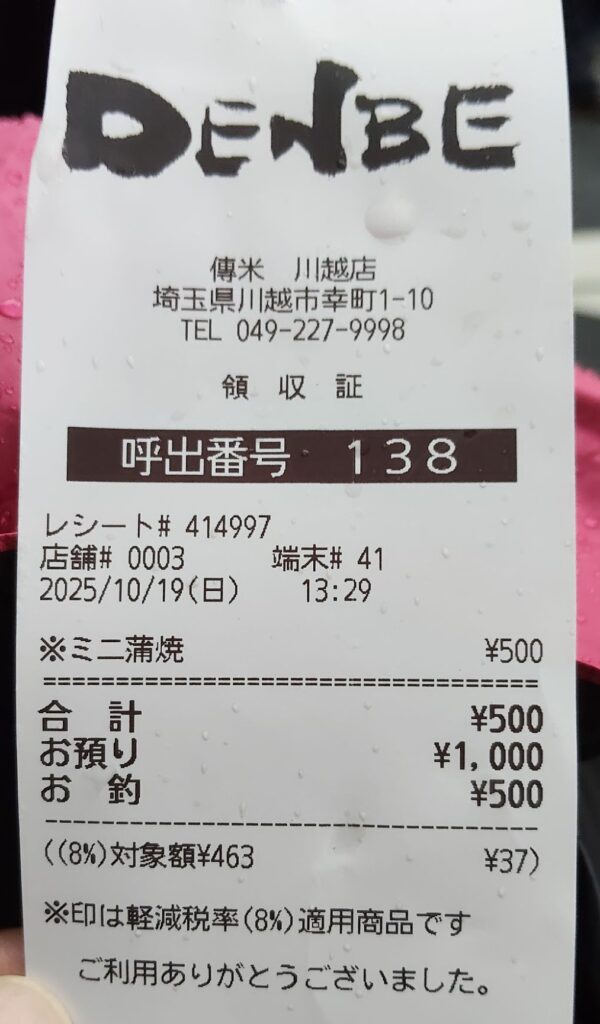 DENBE
傳米 川越店
埼玉県川越市幸町1-10
TEL 049-227-9998
領 収 証
呼出番号 138
レシート# 414997
店舗# 0003 端末# 41
2025/10/19(日) 13:29
※ミニ蒲焼 ¥500
合 計 ¥500
お預り ¥1,000
お 釣 ¥500
((8%)対象額¥463 ¥37)
※印は軽減税率(8%)適用商品です
ご利用ありがとうございました。